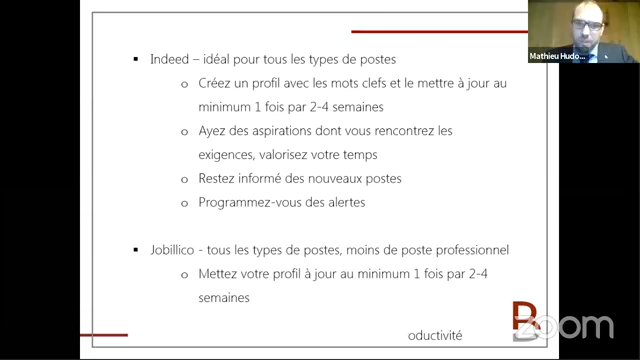 Indeed – idéal pour tous les types de postes
Créez un profil avec les mots clefs et le mettre à jour au
minimum 1 fois par 2-4 semaines
Ayez des aspirations dont vous rencontrez les
exigences, valorisez votre temps
Restez informé des nouveaux postes
Programmez-vous des alertes
Jobillico - tous les types de postes, moins de poste professionnel
Mettez votre profil à jour au minimum 1 fois par 2-4
semaines
oductivité
R
zoom
Mathieu Hudo...